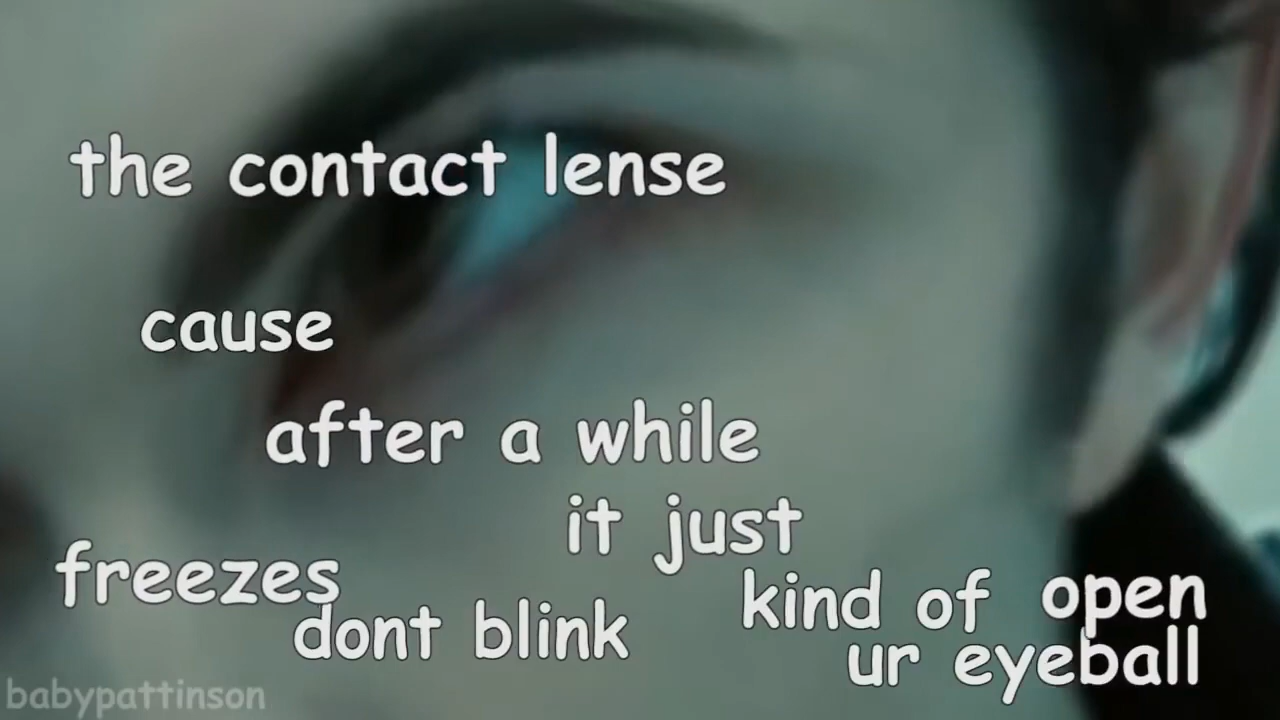 the contact lense
cause
after a while
it just
freezes
dont blink
kind of open
ur eyeball
babypattinson